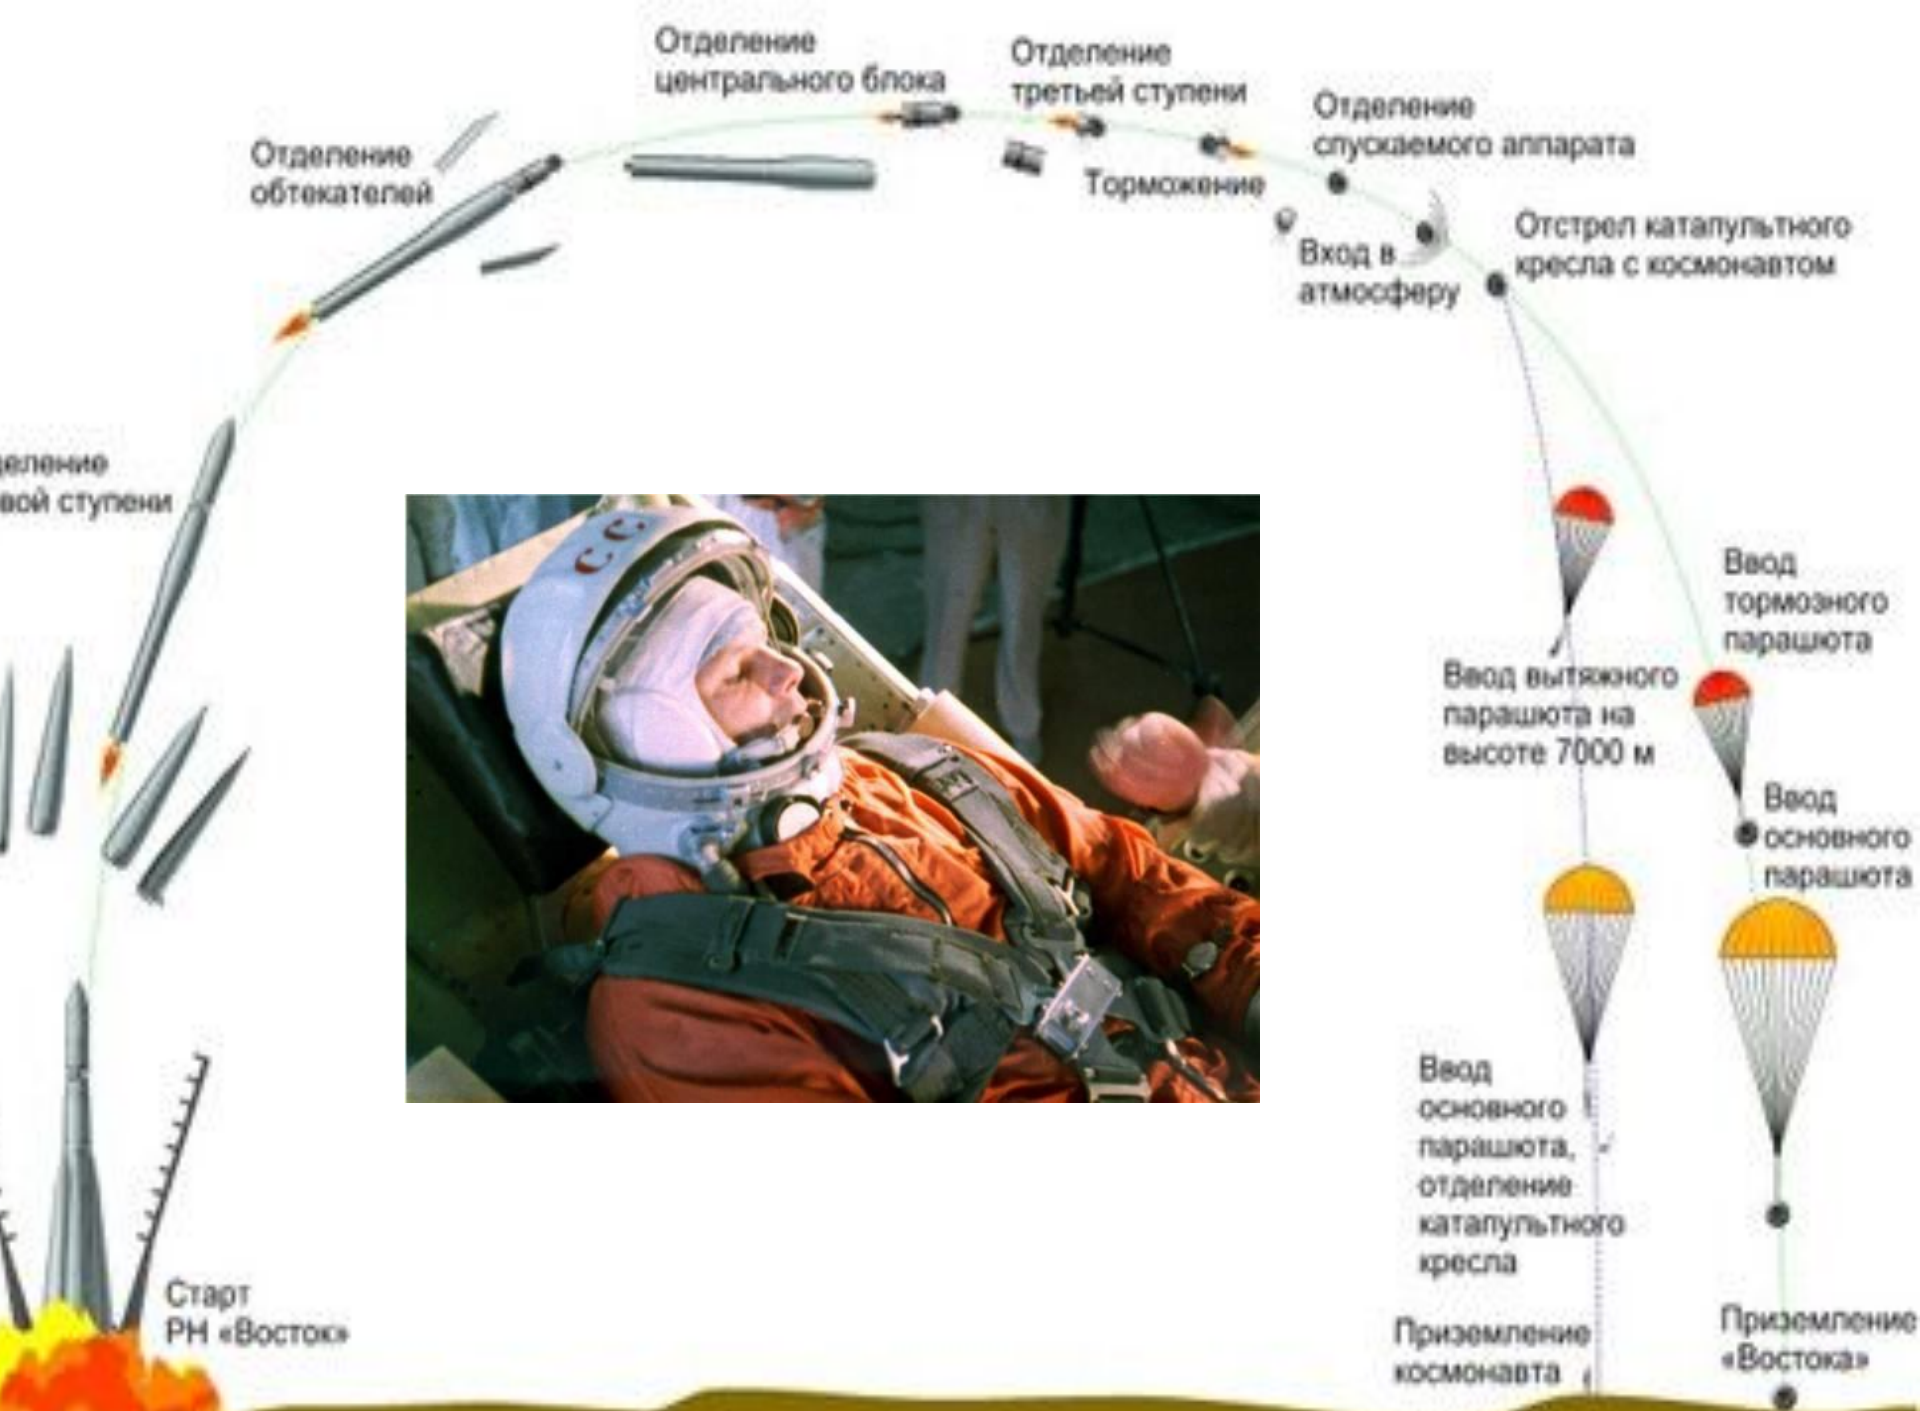 Отделение
центрального блока
Отделение
третьей ступени
Отделение
спускаемого аппарата
Отделение
обтекателей
Торможение
Отстрел катапультного
кресла с космонавтом
Вход в
атмосферу
деление
вой ступени
СС
Ввод
тормозного
парашюта
Ввод вытяжного
парашюта на
высоте 7000 м
Ввод
основного
парашюта
Ввод
основного
парашюта,
отделение
катапультного
кресла
Старт
РН «Восток»
Приземление
космонавта
Приземление
«Востока»